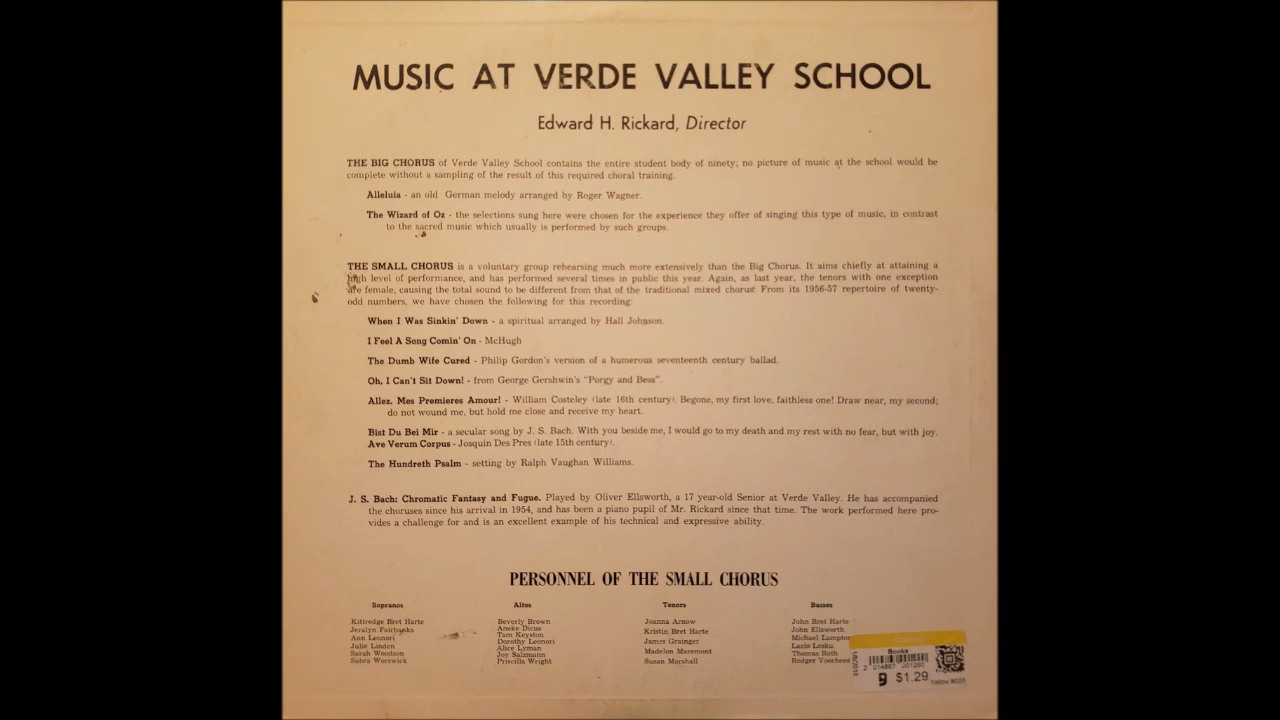 MUSIC AT VERDE VALLEY SCHOOL
Edward H. Rickard, Director
THE BIG CHORUS of Verde Valley School contains the entire student body of ninety; no picture of music at the school would be
complete without a sampling of the result of this required choral training.
Alleluia - an old German melody arranged by Roger Wagner.
The Wizard of Oz - the selections sung here were chosen for the experience they offer of singing this type of music, in contrast
to the sacred music which usually is performed by such groups.
THE SMALL CHORUS is a voluntary group rehearsing much more extensively than the Big Chorus. It aims chiefly at attaining a
high level of performance, and has performed several times in public this year. Again, as last year, the tenors with one exception
are female, causing the total sound to be different from that of the traditional mixed chorus. From its 1956-57 repertoire of twenty-
odd numbers, we have chosen the following for this recording:
When I Was Sinkin' Down - a spiritual arranged by Hall Johnson.
I Feel A Song Comin' On - McHugh
The Dumb Wife Cured - Philip Gordon's version of a humerous seventeenth century ballad.
Oh, I Can't Sit Down! - from George Gershwin's "Porgy and Bess".
Allez, Mes Premieres Amour! - William Costeley (late 16th century). Begone, my first love, faithless one! Draw near, my second;
do not wound me, but hold me close and receive my heart.
Bist Du Bei Mir - a secular song by J. S. Bach. With you beside me, I would go to my death and my rest with no fear, but with joy.
Ave Verum Corpus - Josquin Des Pres (late 15th century).
The Hundreth Psalm - setting by Ralph Vaughan Williams.
J. S. Bach: Chromatic Fantasy and Fugue. Played by Oliver Ellsworth, a 17 year-old Senior at Verde Valley. He has accompanied
the choruses since his arrival in 1954, and has been a piano pupil of Mr. Rickard since that time. The work performed here pro-
vides a challenge for and is an excellent example of his technical and expressive ability.
PERSONNEL OF THE SMALL CHORUS
Sopranos
Kittredge Bret Harte
Jeralyn Fairbanks
Ann Leonori
Julie Linden
Sarah Woodson
Sabra Worswick
Altos
Beverly Brown
Aneke Dicus
Tam Keyston
Dorothy Leonori
Alice Lyman
Joy Salzmann
Priscilla Wright
Tenors
Joanna Arnow
Kristin Bret Harte
James Grainger
Madelon Maremont
Susan Marshall
Basses
John Bret Harte
John Ellsworth
Michael
Lazlo Lesku
Thomas Roth
Rodger Voorhees
Books
g $1.29